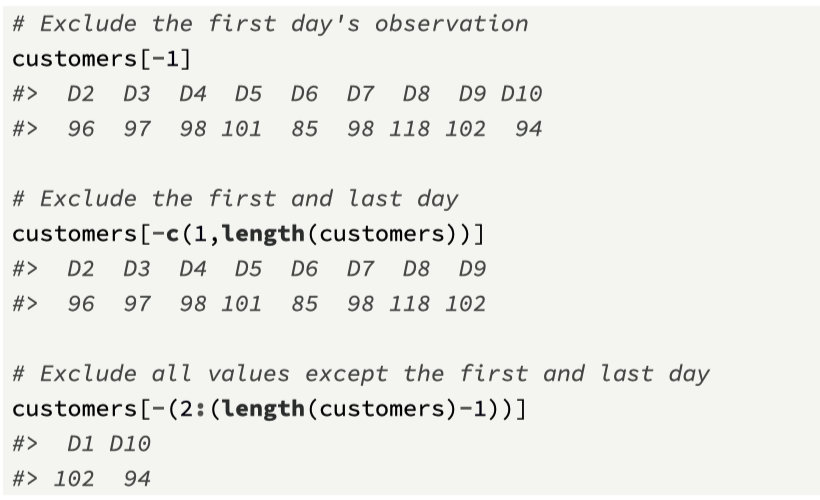 # Exclude the first day's observation
customers[-1]
#>   D2  D3  D4  D5  D6  D7  D8  D9 D10
#>   96  97  98 101  85  98 118 102  94
# Exclude the first and last day
customers[-c(1,length(customers))]
#>   D2  D3  D4  D5  D6  D7  D8  D9
#>   96  97  98 101  85  98 118 102
# Exclude all values except the first and last day
customers[-(2:(length(customers)-1))]
#>   D1 D10
#>  102  94